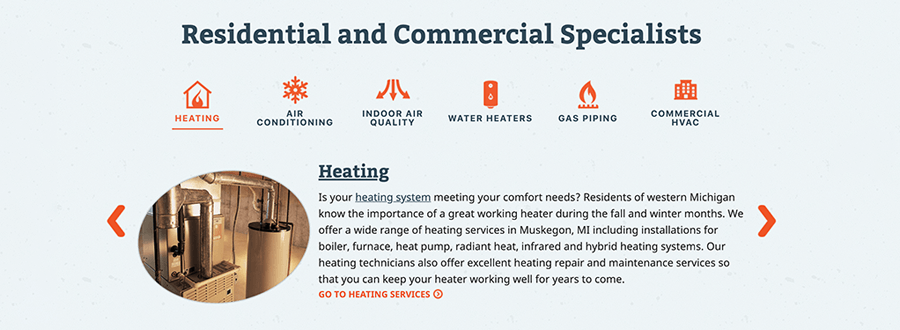 Residential and Commercial Specialists
HEATING
AIR
CONDITIONING
INDOOR AIR
QUALITY
WATER HEATERS
GAS PIPING
COMMERCIAL
HVAC
Heating
Is your heating system meeting your comfort needs? Residents of western Michigan
know the importance of a great working heater during the fall and winter months. We
offer a wide range of heating services in Muskegon, MI including installations for
boiler, furnace, heat pump, radiant heat, infrared and hybrid heating systems. Our
heating technicians also offer excellent heating repair and maintenance services so
that you can keep your heater working well for years to come.
GO TO HEATING SERVICES